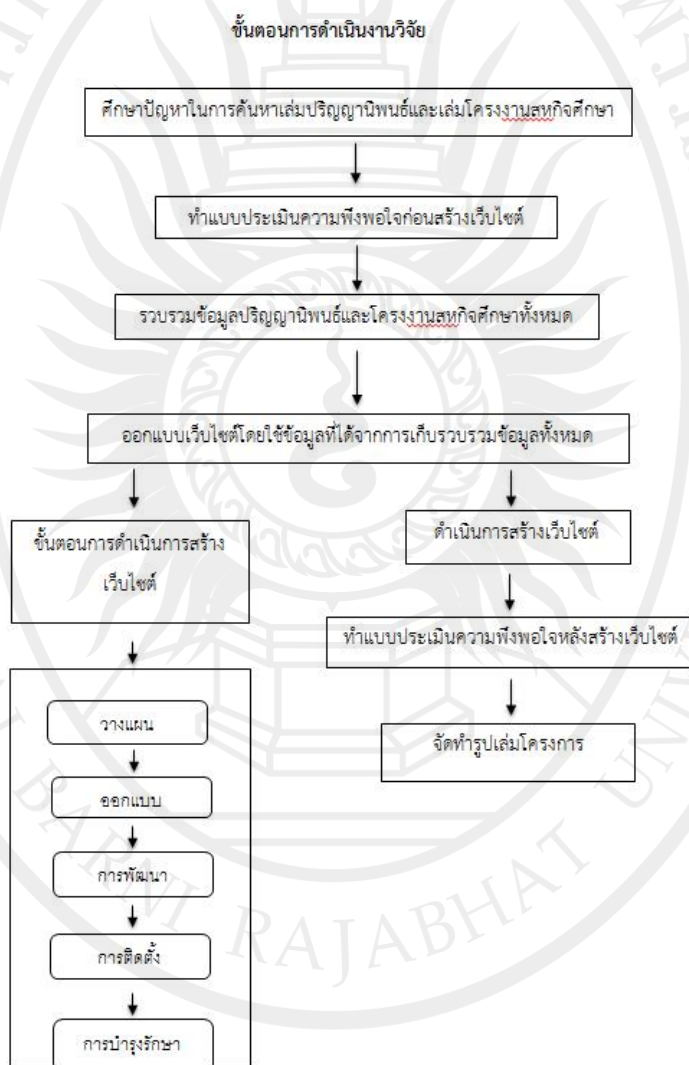 ขั้นตอนการดำเนินงานวิจัย
ศึกษาปัญหาในการค้นหาเล่มปริญญานิพนธ์และเล่มโครงงานสหกิจศึกษา
ทำแบบประเมินความพึงพอใจก่อนสร้างเว็บไซต์
รวบรวมข้อมูลปริญญานิพนธ์และโครงงานสหกิจศึกษาทั้งหมด
ออกแบบเว็บไซต์โดยใช้ข้อมูลที่ได้จากการเก็บรวบรวมข้อมูลทั้งหมด
ขั้นตอนการดำเนินการสร้าง
เว็บไซต์
วางแผน
ออกแบบ
การพัฒนา
การติดตั้ง
การบำรุงรักษา
ดำเนินการสร้างเว็บไซต์
ทำแบบประเมินความพึงพอใจหลังสร้างเว็บไซต์
จัดทำรูปเล่มโครงการ
BARNI RAJABHAT UNIV